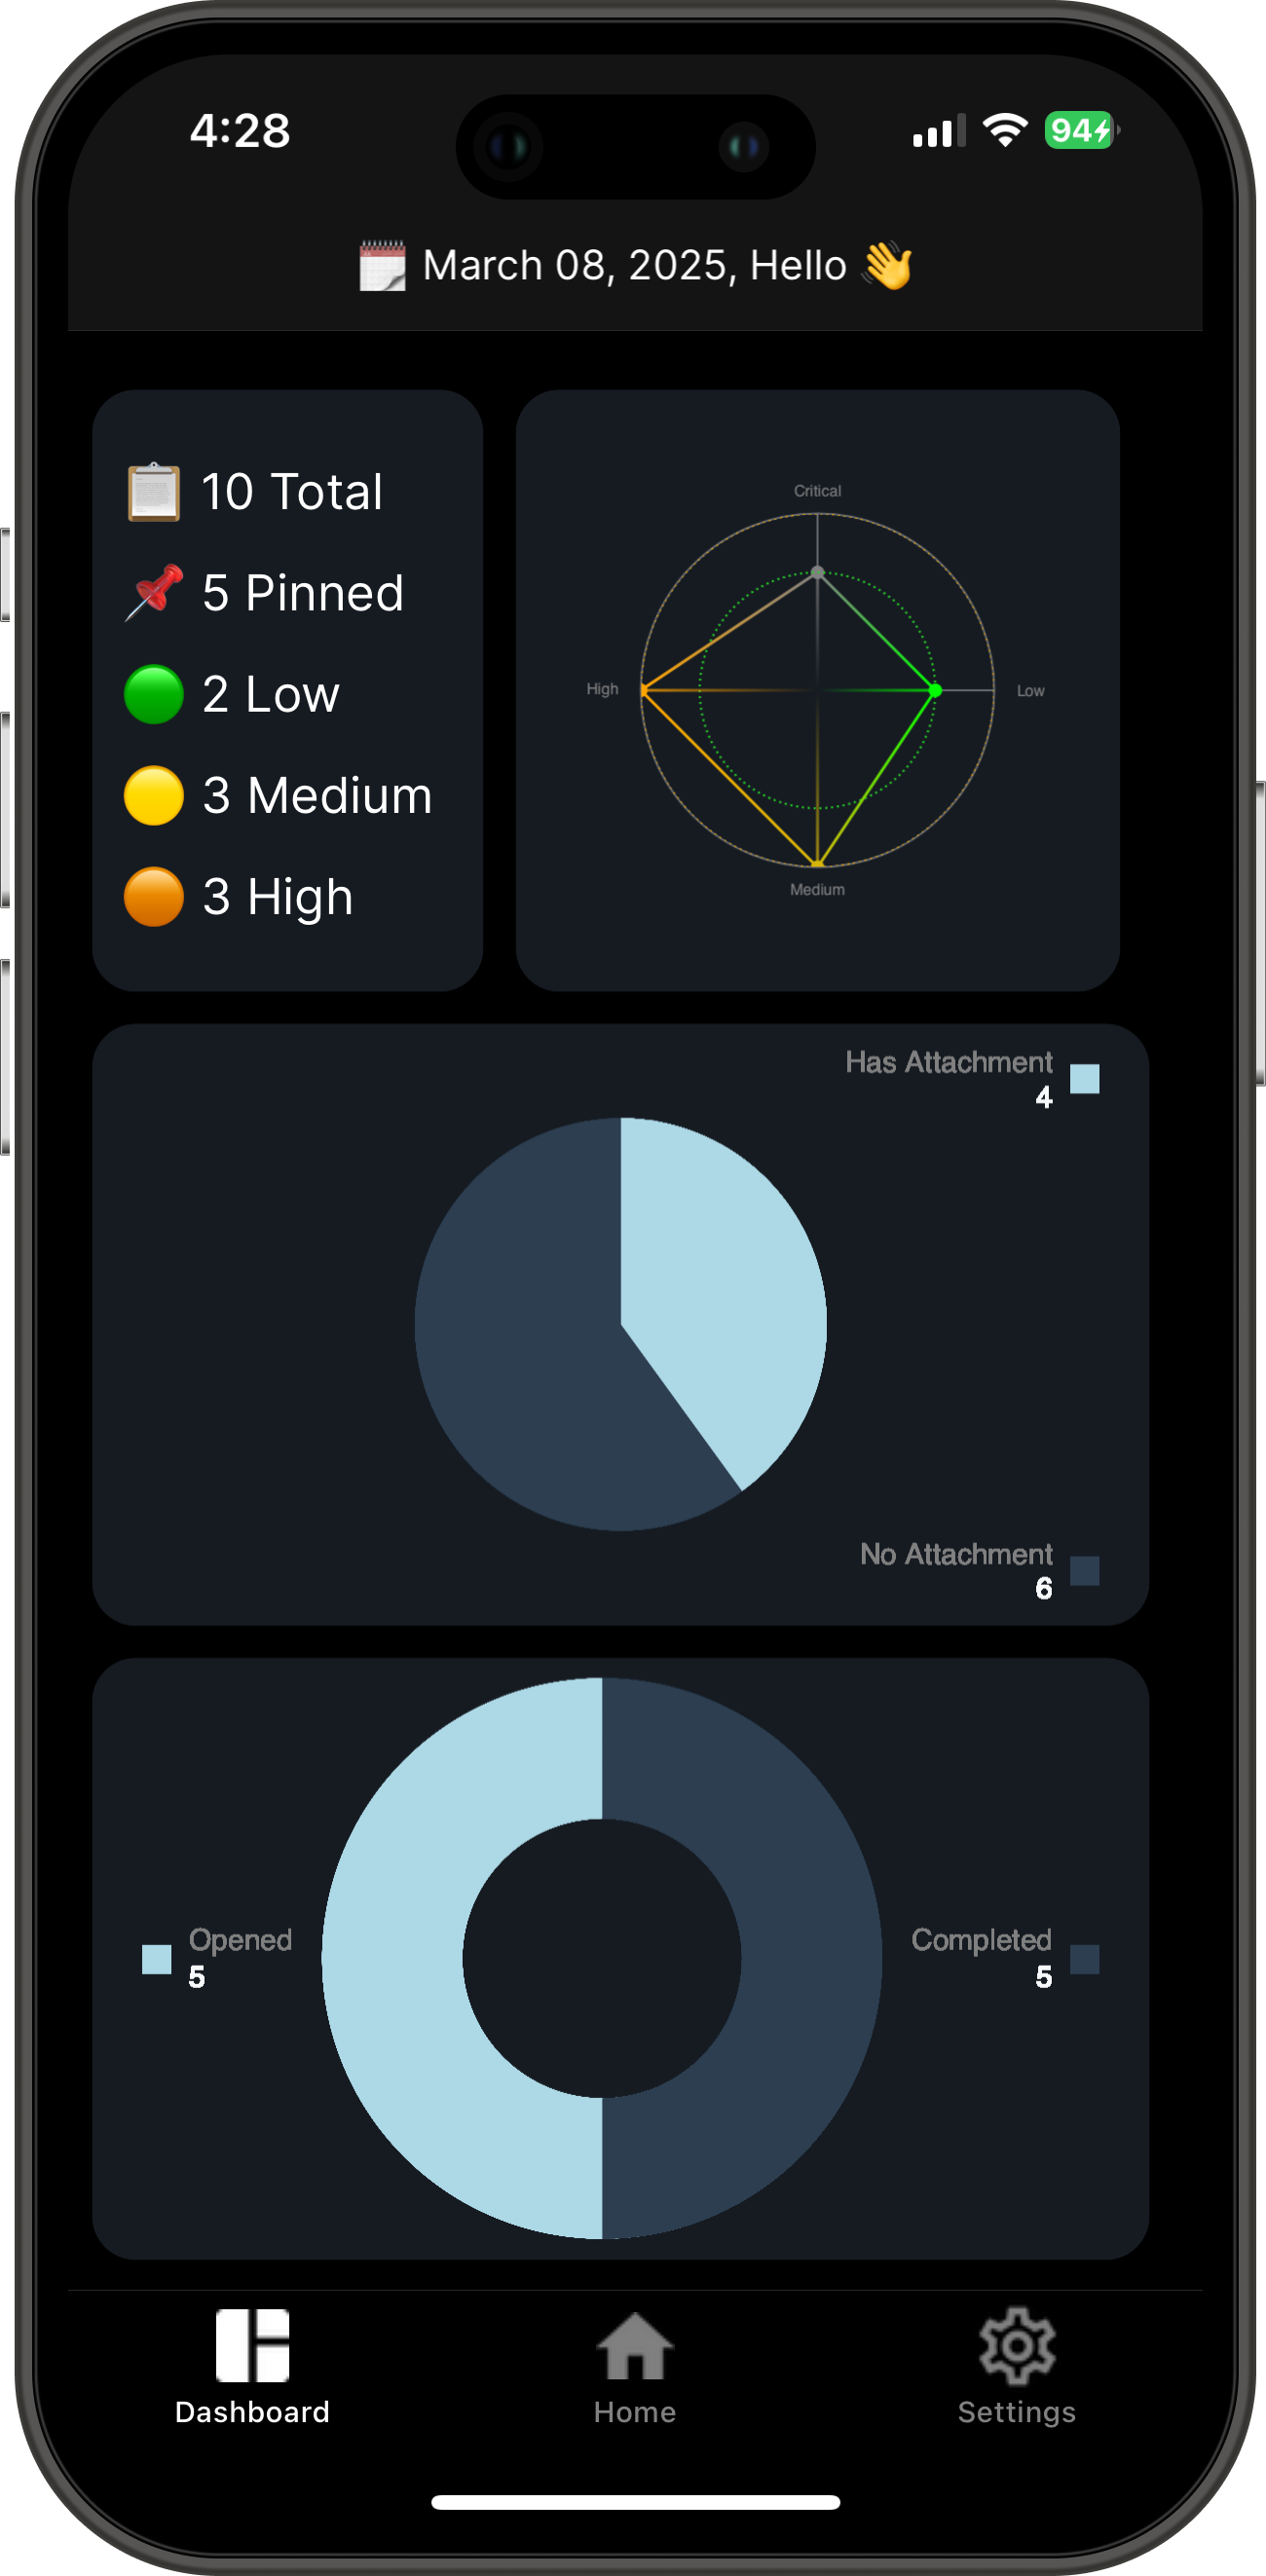 4:28
94
🗓️ March 08, 2025, Hello 👋
📋 10 Total
📌 5 Pinned
🟢 2 Low
🟡 3 Medium
🟠 3 High
Critical
High
Low
Medium
Has Attachment
4
No Attachment
6
Opened
5
Completed
5
Dashboard
Home
Settings